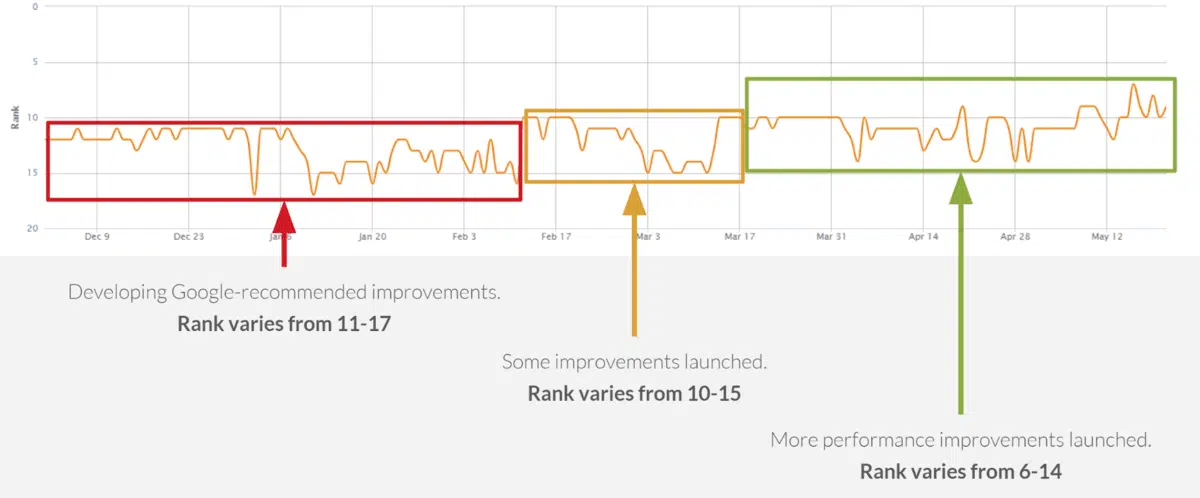 0
5
10
15
20
Rank
Dec 9
Dec 23
Jan 6
Jan 20
Feb 3
Feb 17
Mar 3
Mar 17
Mar 31
Apr 14
Apr 28
May 12
Developing Google-recommended improvements.
Rank varies from 11-17
Some improvements launched.
Rank varies from 10-15
More performance improvements launched.
Rank varies from 6-14